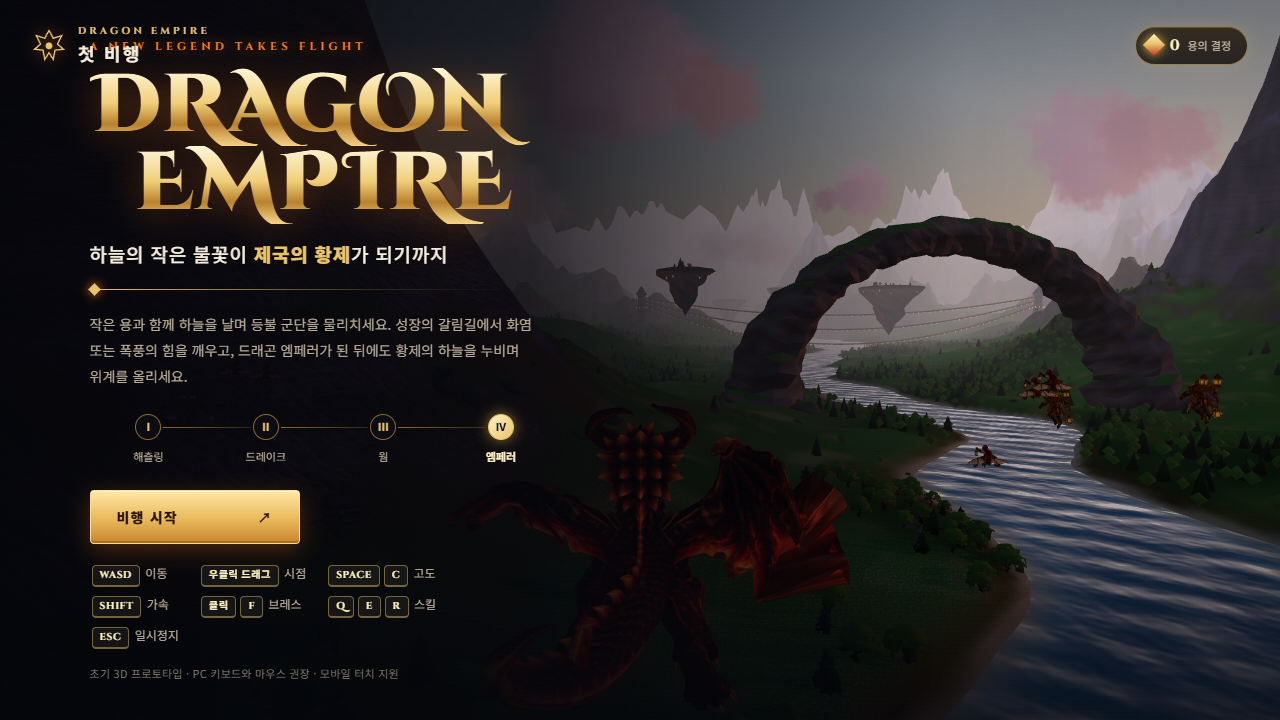 DRAGON EMPIRE
첫 비행
A NEW LEGEND TAKES FLIGHT
0 용의 결정
DRAGON
EMPIRE
하늘의 작은 불꽃이 제국의 황제가 되기까지
작은 용과 함께 하늘을 날며 등불 군단을 물리치세요. 성장의 갈림길에서 화염
또는 폭풍의 힘을 깨우고, 드래곤 엠페러가 된 뒤에도 황제의 하늘을 누비며
위계를 올리세요.
I II III IV
해츨링 드레이크 웜 엠페러
비행 시작 ↗
WASD 이동 우클릭 드래그 시점 SPACE C 고도
SHIFT 가속 클릭 F 브레스 Q E R 스킬
ESC 일시정지
초기 3D 프로토타입 · PC 키보드와 마우스 권장 · 모바일 터치 지원